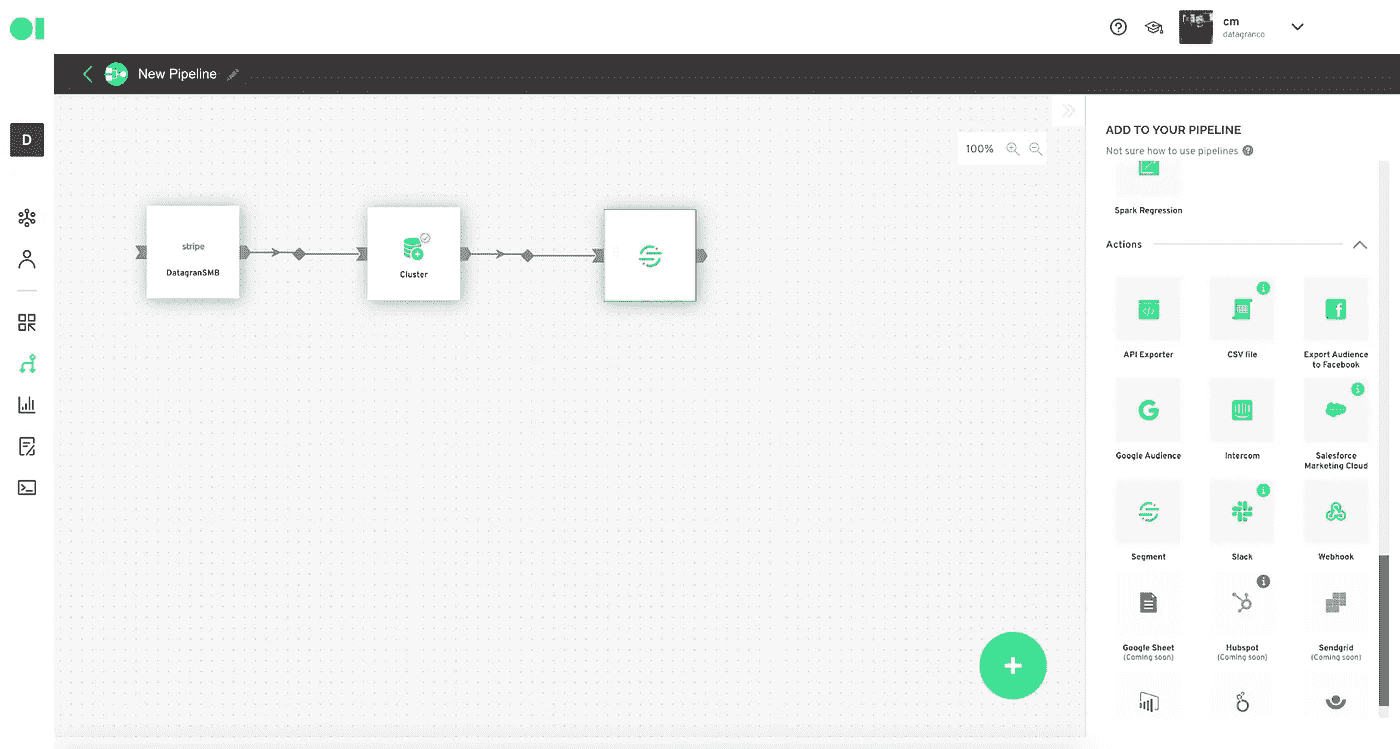 cm
datagranco
New Pipeline
D
100%
stripe
DatagranSMB
Cluster
ADD TO YOUR PIPELINE
Not sure how to use pipelines ?
Spark Regression
Actions
API Exporter
CSV file
Export Audience
to Facebook
Google Audience
Intercom
Salesforce
Marketing Cloud
Segment
Slack
Webhook
Google Sheet
(Coming soon)
Hubspot
(Coming soon)
Sendgrid
(Coming soon)